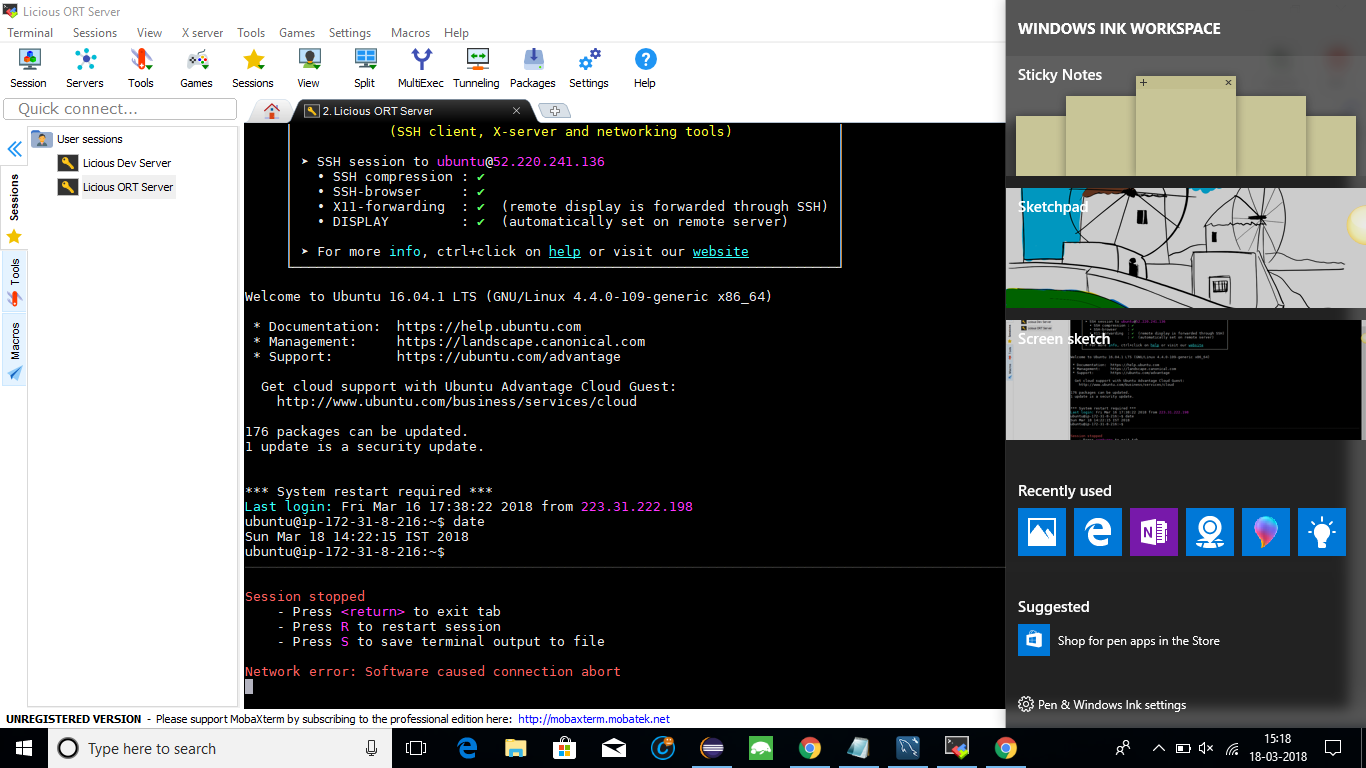 Licious ORT Server
Terminal Sessions View X server Tools Games Settings Macros Help
Session Servers Tools Games Sessions View Split MultiExec Tunneling Packages Settings Help
Quick connect...
2. Licious ORT Server
User sessions
Licious Dev Server
Licious ORT Server
Sessions
Tools
Macros
(SSH client, X-server and networking tools)
➤ SSH session to ubuntu@52.220.241.136
• SSH compression : ✔
• SSH-browser : ✔
• X11-forwarding : ✔ (remote display is forwarded through SSH)
• DISPLAY : ✔ (automatically set on remote server)
➤ For more info, ctrl+click on help or visit our website
Welcome to Ubuntu 16.04.1 LTS (GNU/Linux 4.4.0-109-generic x86_64)
* Documentation: https://help.ubuntu.com
* Management: https://landscape.canonical.com
* Support: https://ubuntu.com/advantage
Get cloud support with Ubuntu Advantage Cloud Guest:
http://www.ubuntu.com/business/services/cloud
176 packages can be updated.
1 update is a security update.
*** System restart required ***
Last login: Fri Mar 16 17:38:22 2018 from 223.31.222.198
ubuntu@ip-172-31-8-216:~$ date
Sun Mar 18 14:22:15 IST 2018
ubuntu@ip-172-31-8-216:~$
Session stopped
- Press <return> to exit tab
- Press R to restart session
- Press S to save terminal output to file
Network error: Software caused connection abort
UNREGISTERED VERSION - Please support MobaXterm by subscribing to the professional edition here: http://mobaxterm.mobatek.net
WINDOWS INK WORKSPACE
Sticky Notes
Sketchpad
Screen sketch
Recently used
Suggested
Shop for pen apps in the Store
Pen & Windows Ink settings
Type here to search
15:18
18-03-2018